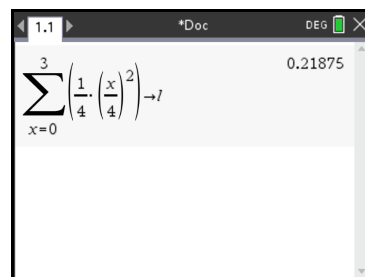 1.1 *Doc DEG
3 0.21875
∑(1/4·(x/4)^2)→l
x=0